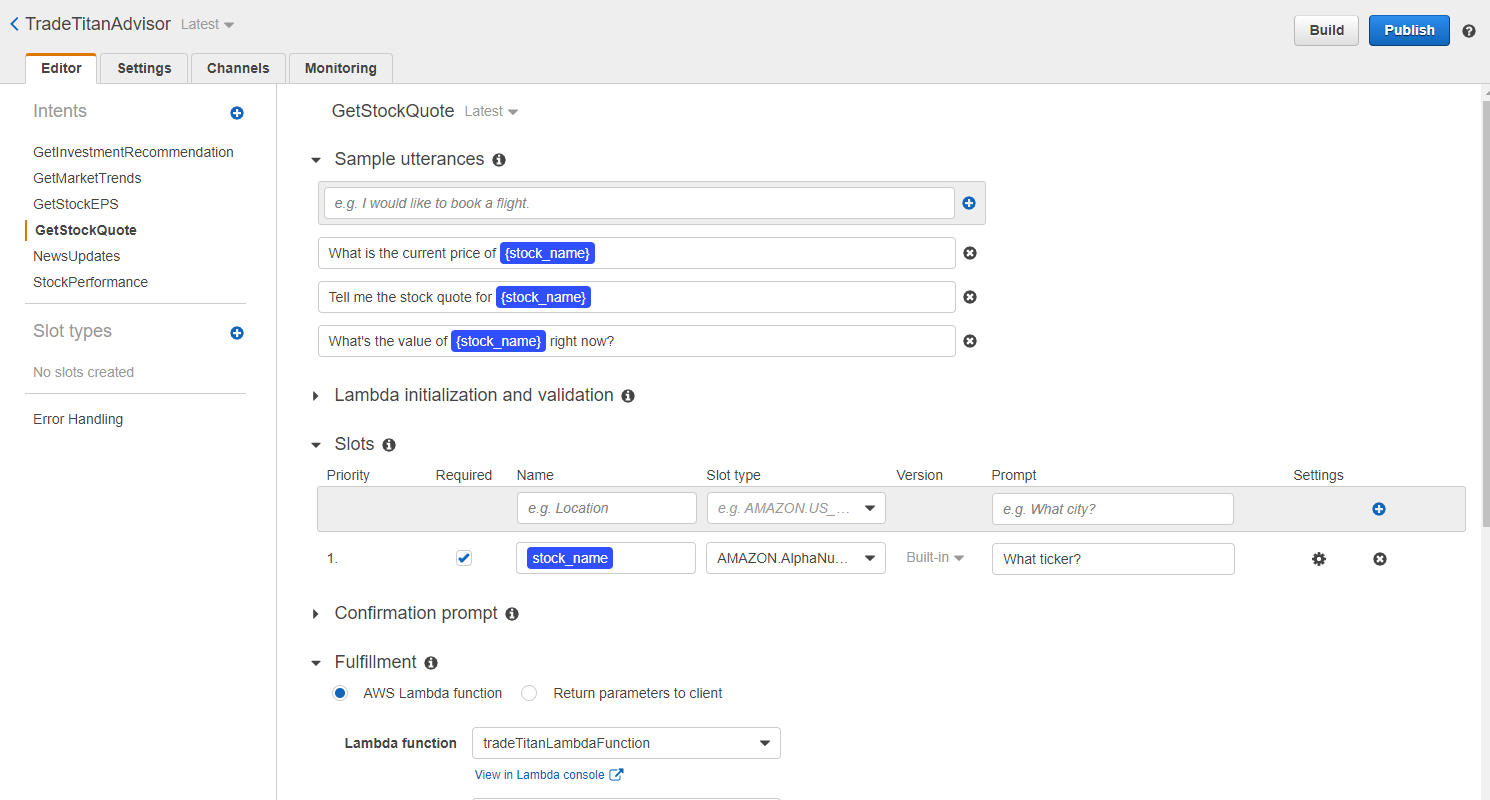 TradeTitanAdvisor Latest
Build Publish
Editor Settings Channels Monitoring
Intents
GetInvestmentRecommendation
GetMarketTrends
GetStockEPS
GetStockQuote
NewsUpdates
StockPerformance
Slot types
No slots created
Error Handling
GetStockQuote Latest
Sample utterances
e.g. I would like to book a flight.
What is the current price of {stock_name}
Tell me the stock quote for {stock_name}
What's the value of {stock_name} right now?
Lambda initialization and validation
Slots
Priority Required Name Slot type Version Prompt Settings
e.g. Location e.g. AMAZON.US_... e.g. What city?
1. stock_name AMAZON.AlphaNu... Built-in What ticker?
Confirmation prompt
Fulfillment
AWS Lambda function Return parameters to client
Lambda function tradeTitanLambdaFunction
View in Lambda console